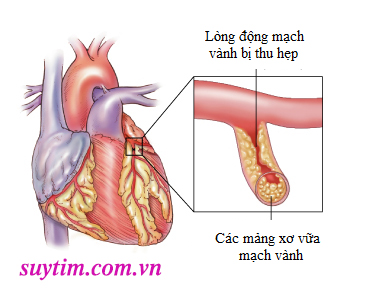 Lòng động mạch
vành bị thu hẹp
Các mảng xơ vữa
mạch vành
suytim.com.vn